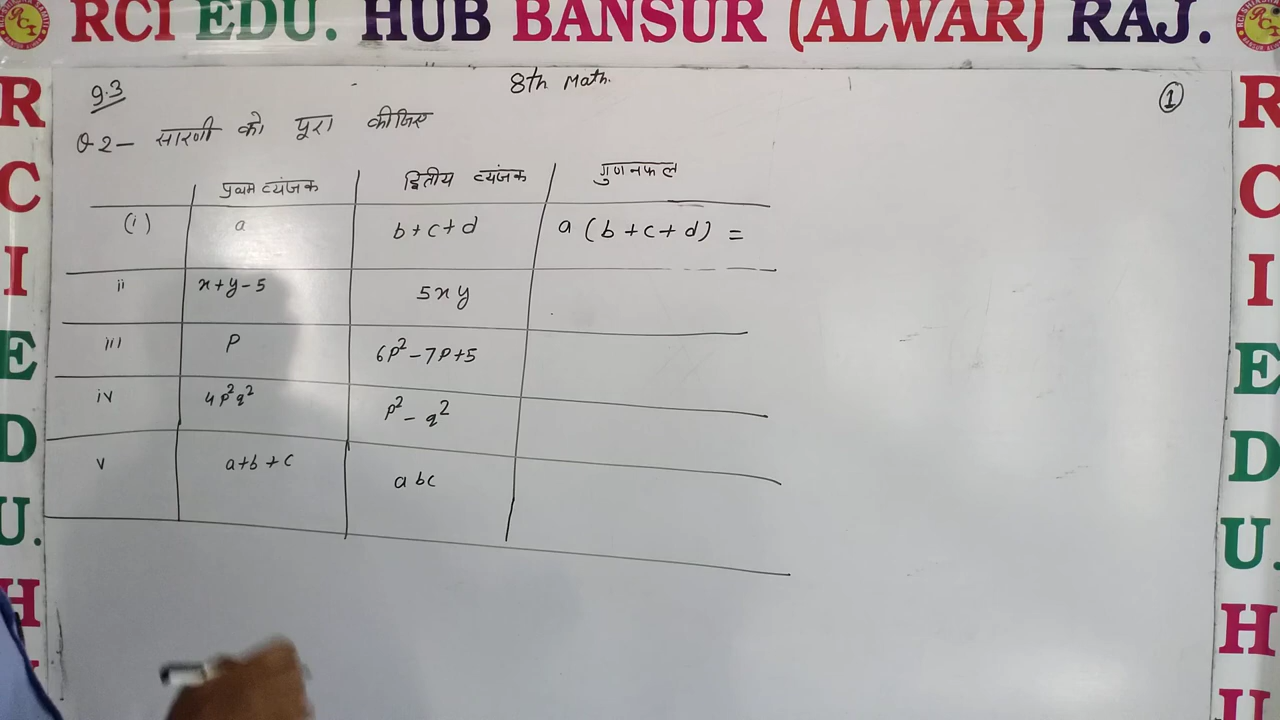 RCI EDU. HUB BANSUR (ALWAR) RAJ.
8th Math.
9.3
1
Q-2- सारणी को पूरा कीजिए
प्रथम व्यंजक द्वितीय व्यंजक गुणनफल
(i) a b+c+d a (b+c+d) =
ii x+y-5 5xy
iii P 6P²-7P+5
iv 4P²q² P²-q²
v a+b+c abc
R
C
I
E
D
U.
H
R
C
I
E
D
U.
H
U